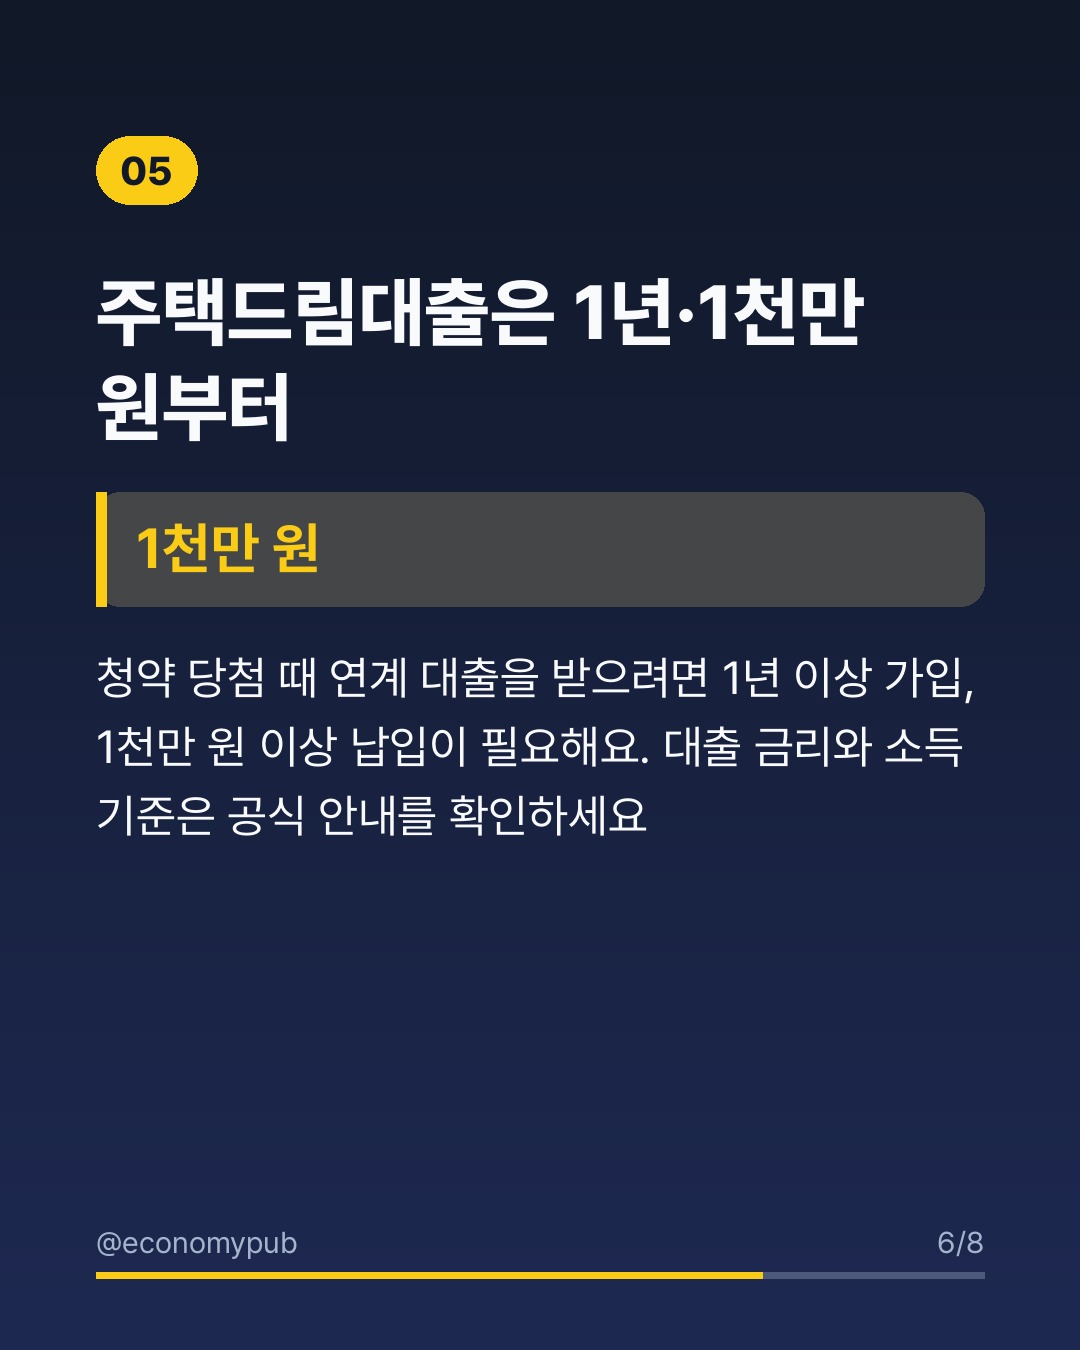 05
주택드림대출은 1년·1천만
원부터
1천만 원
청약 당첨 때 연계 대출을 받으려면 1년 이상 가입,
1천만 원 이상 납입이 필요해요. 대출 금리와 소득
기준은 공식 안내를 확인하세요
@economypub
6/8